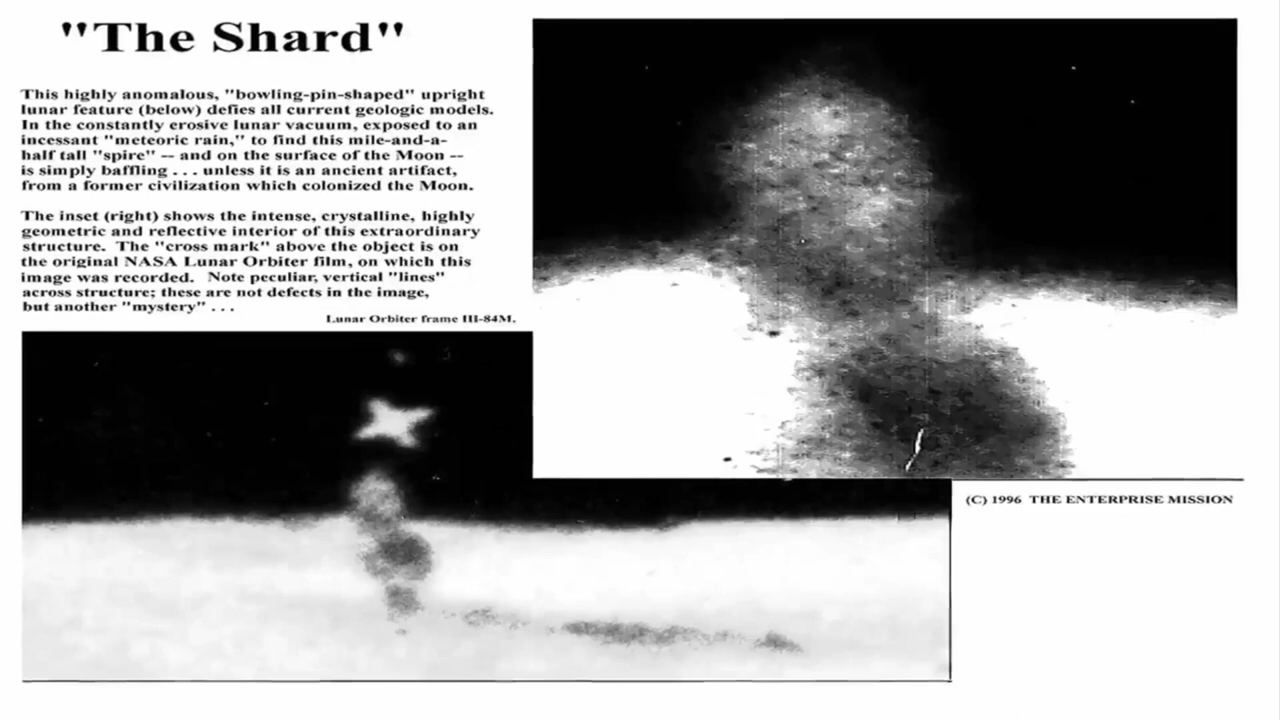 "The Shard"
This highly anomalous, "bowling-pin-shaped" upright
lunar feature (below) defies all current geologic models.
In the constantly erosive lunar vacuum, exposed to an
incessant "meteoric rain," to find this mile-and-a-
half tall "spire" -- and on the surface of the Moon --
is simply baffling . . . unless it is an ancient artifact,
from a former civilization which colonized the Moon.
The inset (right) shows the intense, crystalline, highly
geometric and reflective interior of this extraordinary
structure. The "cross mark" above the object is on
the original NASA Lunar Orbiter film, on which this
image was recorded. Note peculiar, vertical "lines"
across structure; these are not defects in the image,
but another "mystery" . . .
Lunar Orbiter frame III-84M.
(C) 1996 THE ENTERPRISE MISSION